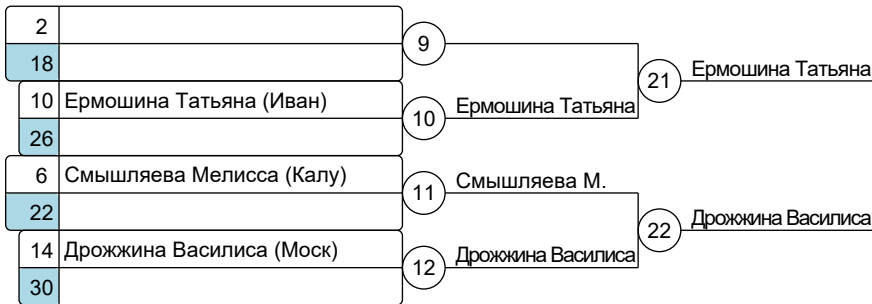 2
9
18
21 Ермошина Татьяна
10 Ермошина Татьяна (Иван)
10 Ермошина Татьяна
26
6 Смышляева Мелисса (Калу)
11 Смышляева М.
22
22 Дрожжина Василиса
14 Дрожжина Василиса (Моск)
12 Дрожжина Василиса
30